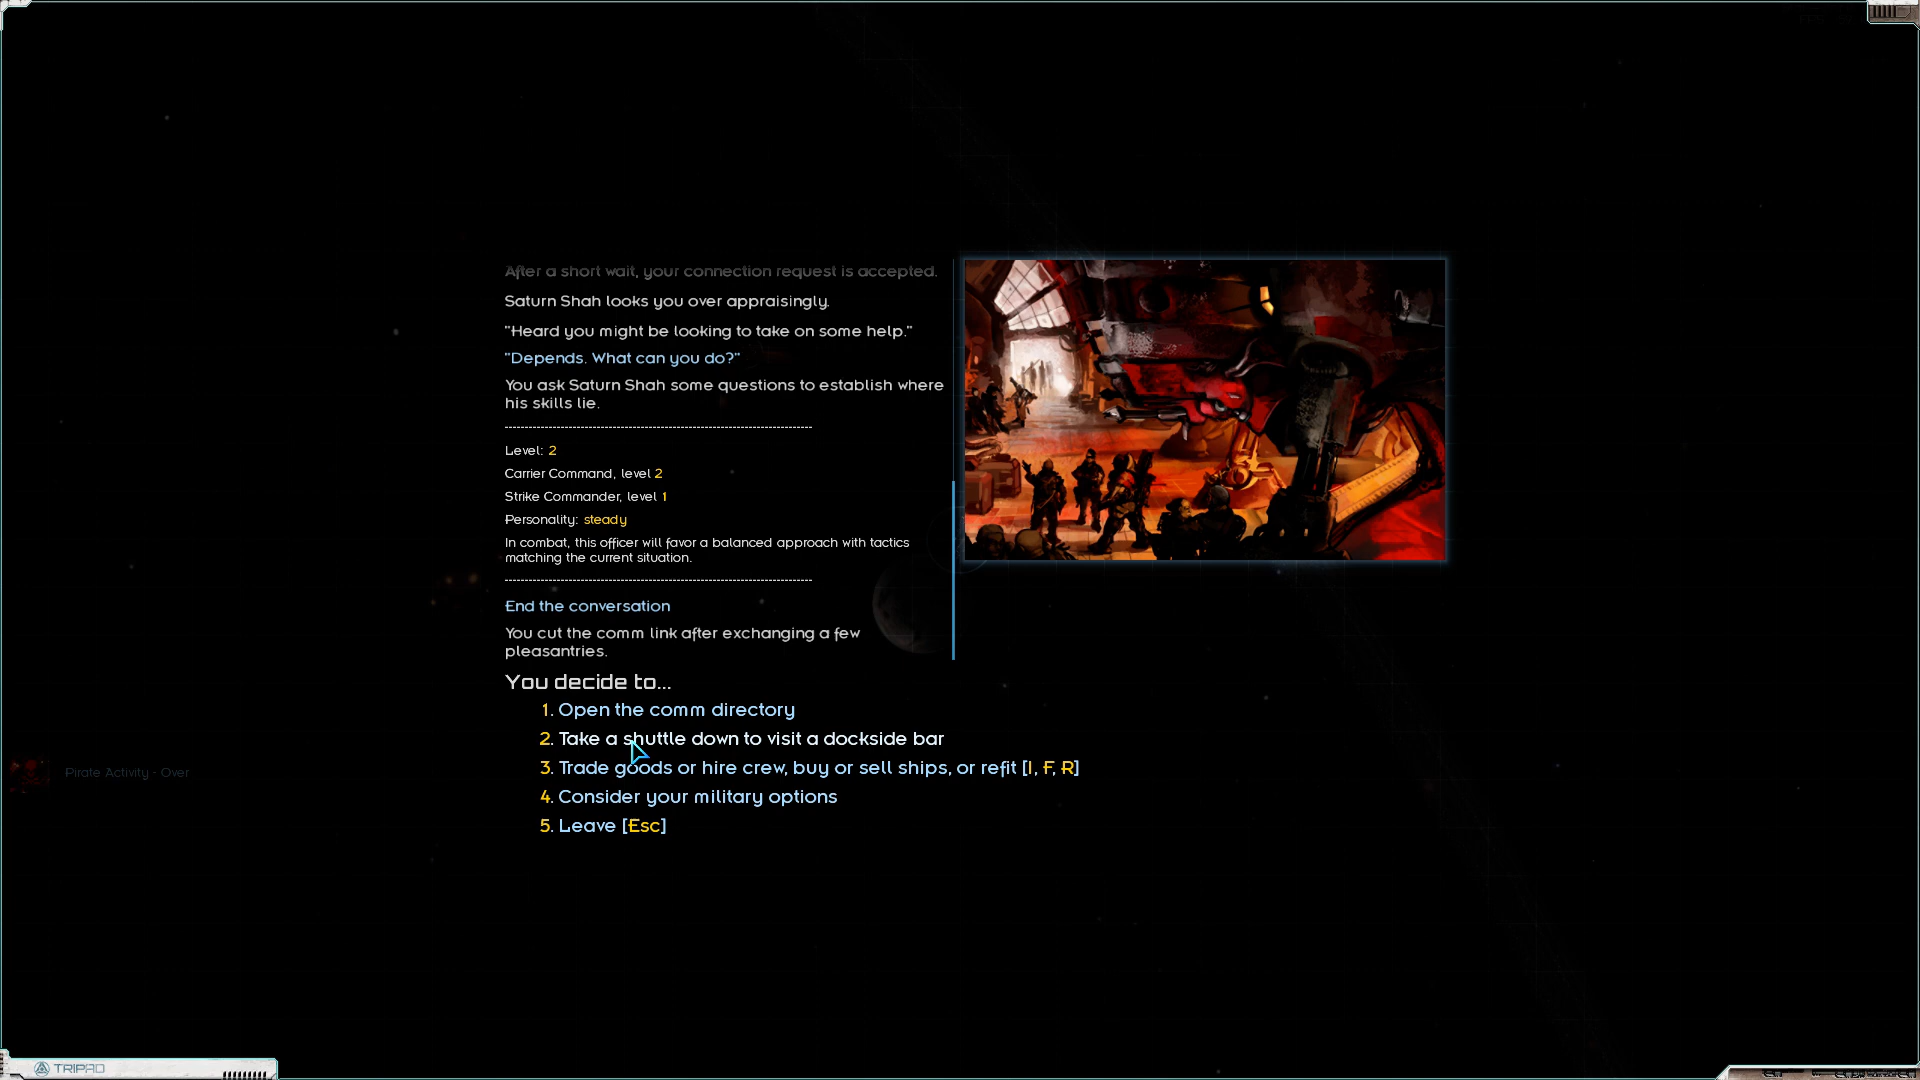 After a short wait, your connection request is accepted.
Saturn Shah looks you over appraisingly.
"Heard you might be looking to take on some help."
"Depends. What can you do?"
You ask Saturn Shah some questions to establish where
his skills lie.
Level: 2
Carrier Command, level 2
Strike Commander, level 1
Personality: steady
In combat, this officer will favor a balanced approach with tactics
matching the current situation.
End the conversation
You cut the comm link after exchanging a few
pleasantries.
You decide to...
1. Open the comm directory
2. Take a shuttle down to visit a dockside bar
3. Trade goods or hire crew, buy or sell ships, or refit [I, F, R]
4. Consider your military options
5. Leave [Esc]
Pirate Activity - Over
TRIPAD